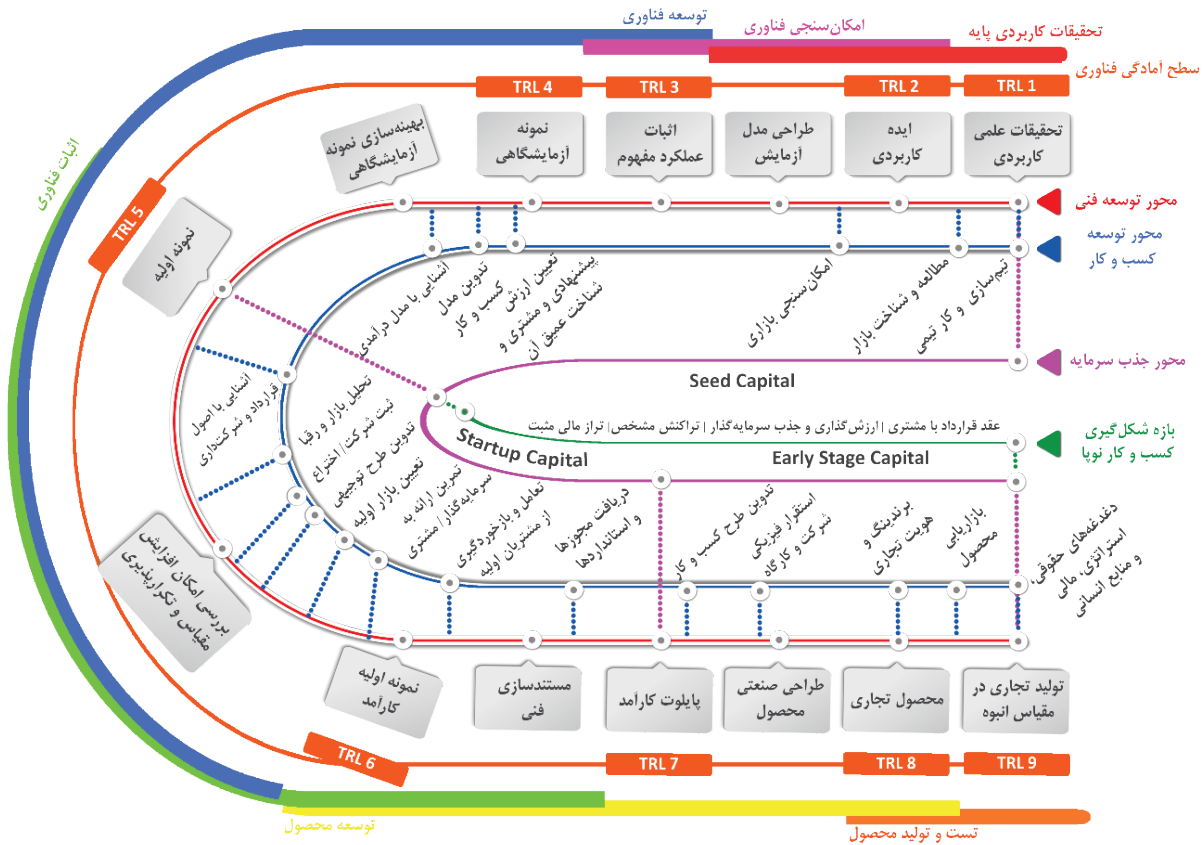 توسعه فناوری
امکان‌سنجی فناوری
تحقیقات کاربردی پایه
سطح آمادگی فناوری
TRL 1
TRL 2
TRL 3
TRL 4
TRL 5
اثبات فناوری
تحقیقات علمی
کاربردی
ایده
کاربردی
طراحی مدل
آزمایش
اثبات
عملکرد مفهوم
نمونه
آزمایشگاهی
بهینه‌سازی نمونه
آزمایشگاهی
نمونه اولیه
محور توسعه فنی
محور توسعه
کسب و کار
تیم‌سازی و کار تیمی
مطالعه و شناخت بازار
امکان‌سنجی بازاری
تعیین ارزش
پیشنهادی و مشتری و
شناخت عمیق آن
تدوین مدل
کسب و کار
آشنایی با مدل درآمدی
محور جذب سرمایه
Seed Capital
عقد قرارداد با مشتری | ارزش‌گذاری و جذب سرمایه‌گذار | تراکنش مشخص| تراز مالی مثبت
بازه شکل‌گیری
کسب و کار نوپا
Startup Capital
Early Stage Capital
آشنایی با اصول
قرارداد و شرکت‌داری
تحلیل بازار و رقبا
ثبت شرکت/ اختراع
تدوین طرح توجیهی
تعیین بازار اولیه
تمرین ارائه به
سرمایه‌گذار/ مشتری
تعامل و بازخوردگیری
از مشتریان اولیه
دریافت مجوزها
و استانداردها
تدوین طرح کسب و کار
استقرار فیزیکی
شرکت و کارگاه
برندینگ و
هویت تجاری
بازاریابی
محصول
دغدغه‌های حقوقی،
استراتژی، مالی
و منابع انسانی
بررسی امکان افزایش
مقیاس و تکرارپذیری
نمونه اولیه
کارآمد
مستندسازی
فنی
پایلوت کارآمد
طراحی صنعتی
محصول
محصول تجاری
تولید تجاری در
مقیاس انبوه
TRL 6
TRL 7
TRL 8
TRL 9
توسعه محصول
تست و تولید محصول